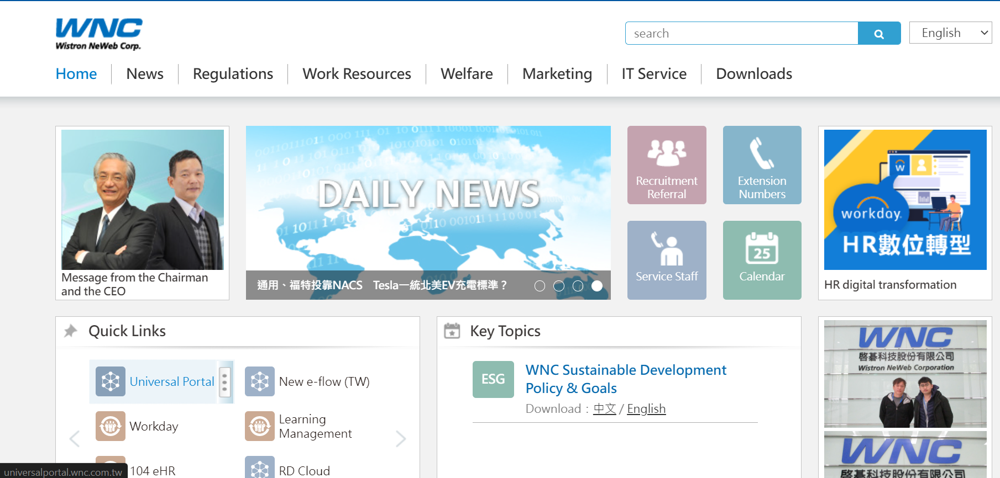 WNC
Wistron NeWeb Corp.
search
English
Home
News
Regulations
Work Resources
Welfare
Marketing
IT Service
Downloads
Message from the Chairman
and the CEO
DAILY NEWS
通用、福特投靠NACS Tesla一統北美EV充電標準？
Recruitment
Referral
Extension
Numbers
Service Staff
25
Calendar
w
workday.
HR數位轉型
HR digital transformation
Quick Links
Universal Portal
New e-flow (TW)
Workday
Learning
Management
104 eHR
RD Cloud
Key Topics
ESG
WNC Sustainable Development
Policy & Goals
Download：中文 / English
WNC
啓碁科技股份有限公司
Wistron NeWeb Corporation
WNC
啓碁科技股份有限公司
universalportal.wnc.com.tw